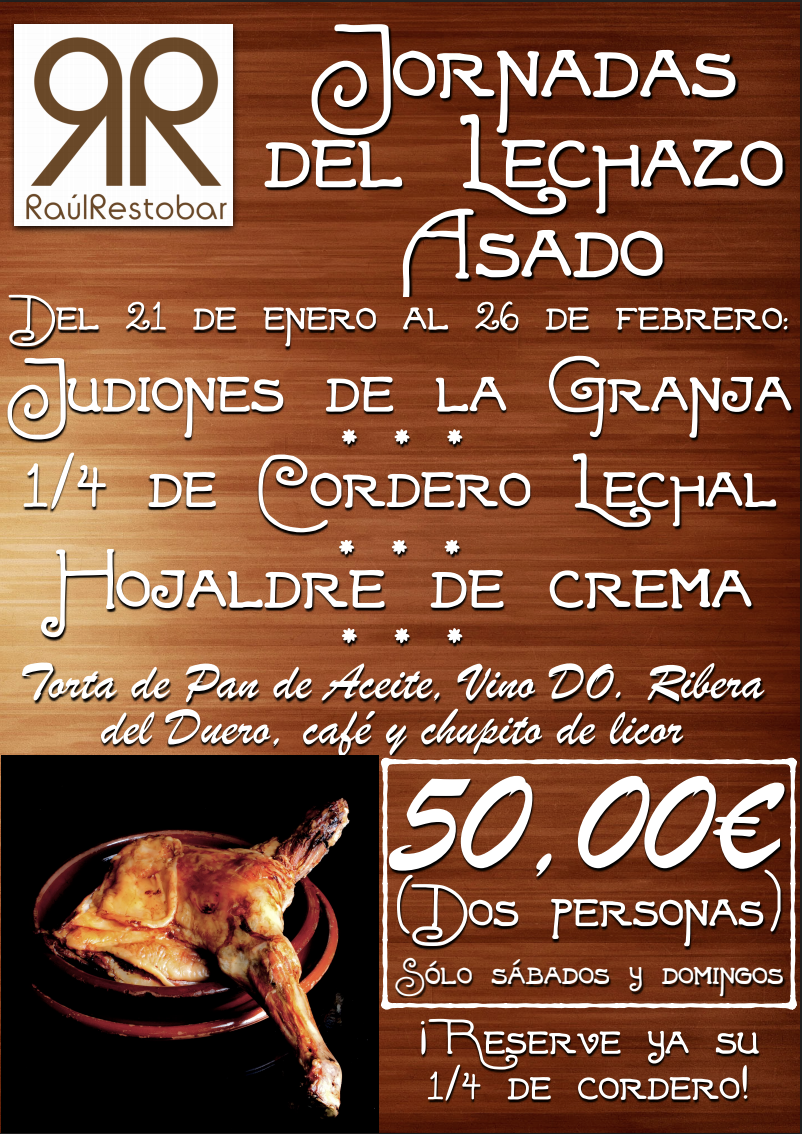 RR
RaúlRestobar
Jornadas
del Lechazo
Asado
Del 21 de enero al 26 de febrero:
Judiones de la Granja
* * *
1/4 de Cordero Lechal
* * *
Hojaldre de crema
* * *
Torta de Pan de Aceite, Vino DO. Ribera
del Duero, café y chupito de licor
50,00€
(Dos personas)
Sólo sábados y domingos
¡Reserve ya su
1/4 de cordero!